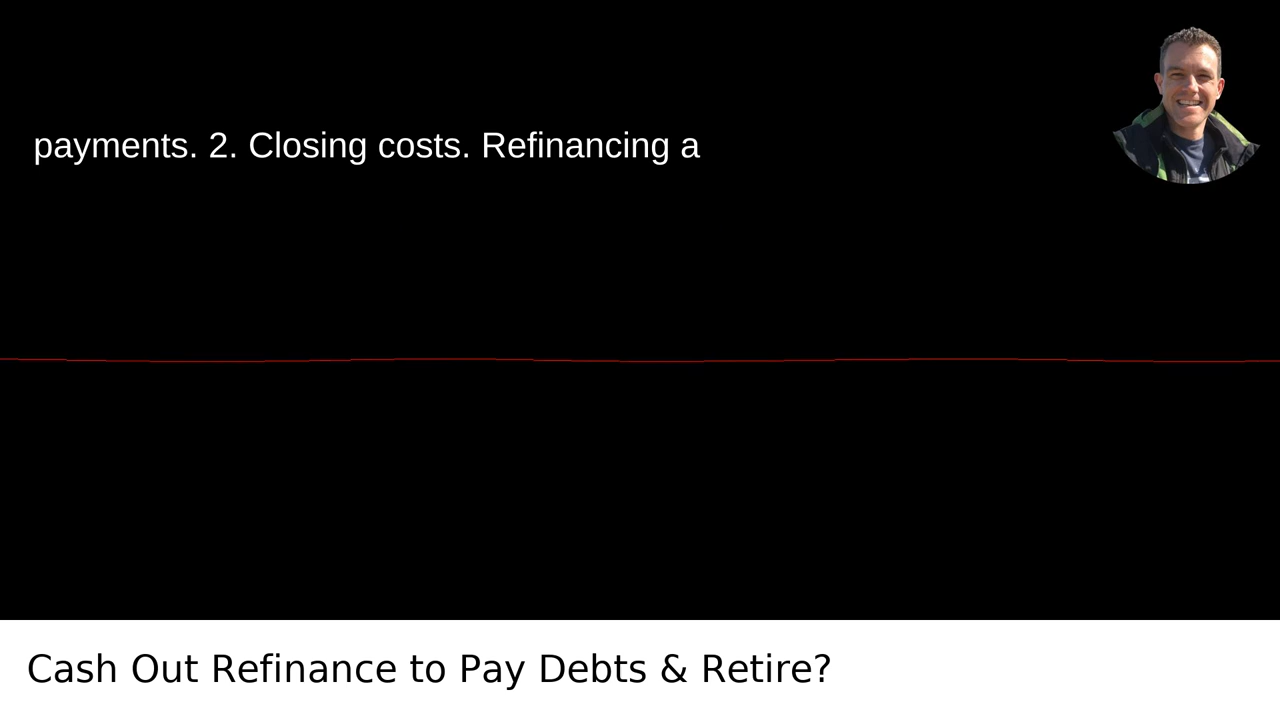 payments. 2. Closing costs. Refinancing a
Cash Out Refinance to Pay Debts & Retire?